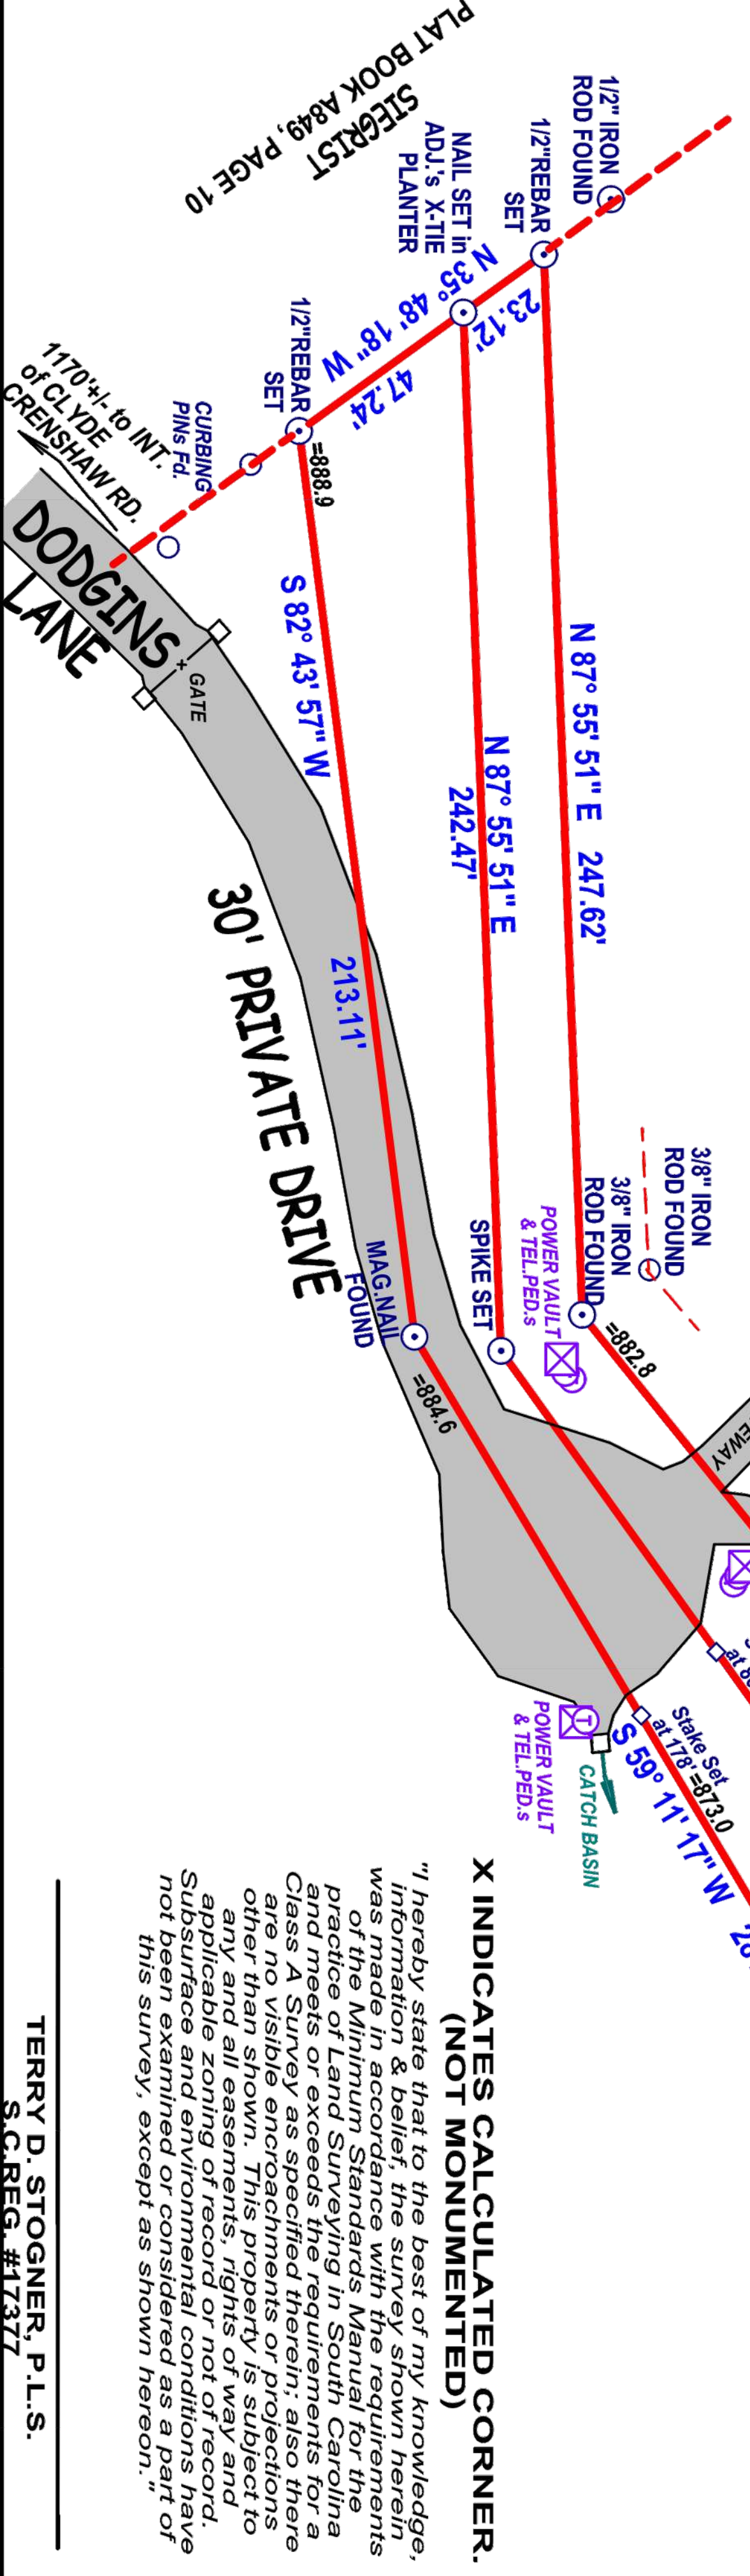 PLAT BOOK A849, PAGE 10
SIEGRIST
1/2" IRON
ROD FOUND
1/2"REBAR
SET
NAIL SET in
ADJ.'s X-TIE
PLANTER
N 35° 48' 18" W
23.12'
47.24'
1/2"REBAR
SET
=888.9
CURBING
PINs Fd.
1170'+/- to INT.
of CLYDE
CRENSHAW RD.
DODGINS
LANE
+ GATE
S 82° 43' 57" W
213.11'
N 87° 55' 51" E 247.62'
N 87° 55' 51" E
242.47'
30' PRIVATE DRIVE
3/8" IRON
ROD FOUND
3/8" IRON
ROD FOUND
=882.8
POWER VAULT
& TEL.PED.s
SPIKE SET
MAG.NAIL
FOUND
=884.6
EWAY
at 80
Stake Set
at 178' =873.0
S 59° 11' 17" W
T
POWER VAULT
& TEL.PED.s
CATCH BASIN
X INDICATES CALCULATED CORNER.
(NOT MONUMENTED)
"I hereby state that to the best of my knowledge,
information & belief, the survey shown herein
was made in accordance with the requirements
of the Minimum Standards Manual for the
practice of Land Surveying in South Carolina
and meets or exceeds the requirements for a
Class A Survey as specified therein; also there
are no visible encroachments or projections
other than shown. This property is subject to
any and all easements, rights of way and
applicable zoning of record or not of record.
Subsurface and environmental conditions have
not been examined or considered as a part of
this survey, except as shown hereon."
TERRY D. STOGNER, P.L.S.
S.C.REG. #17377